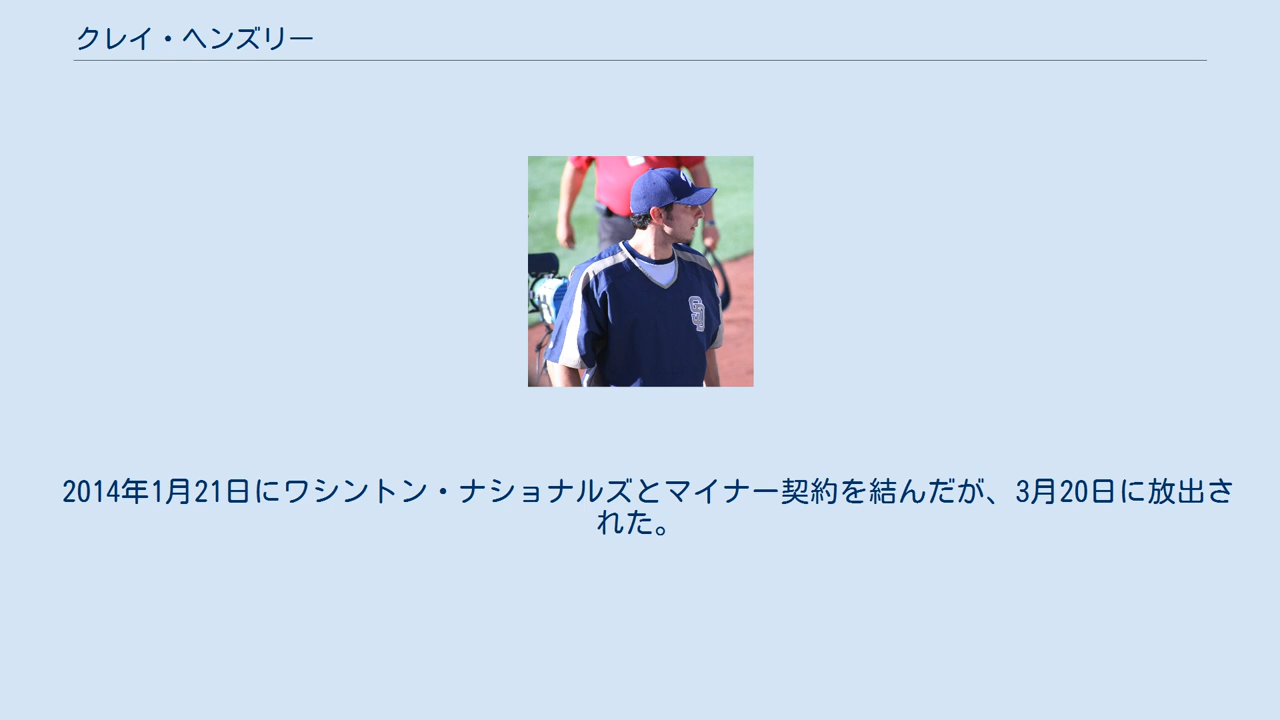 クレイ・ヘンズリー
SD
2014年1月21日にワシントン・ナショナルズとマイナー契約を結んだが、3月20日に放出さ
れた。